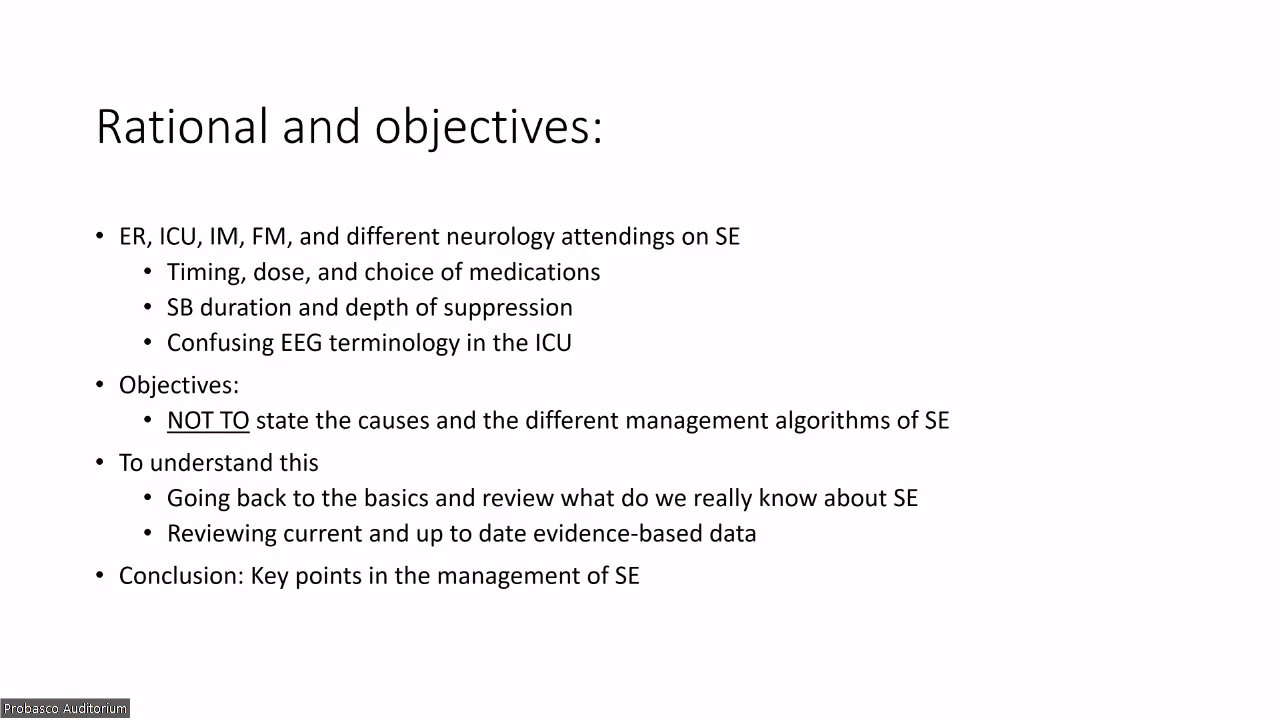 Rational and objectives:
• ER, ICU, IM, FM, and different neurology attendings on SE
• Timing, dose, and choice of medications
• SB duration and depth of suppression
• Confusing EEG terminology in the ICU
• Objectives:
• NOT TO state the causes and the different management algorithms of SE
• To understand this
• Going back to the basics and review what do we really know about SE
• Reviewing current and up to date evidence-based data
• Conclusion: Key points in the management of SE
Probasco Auditorium